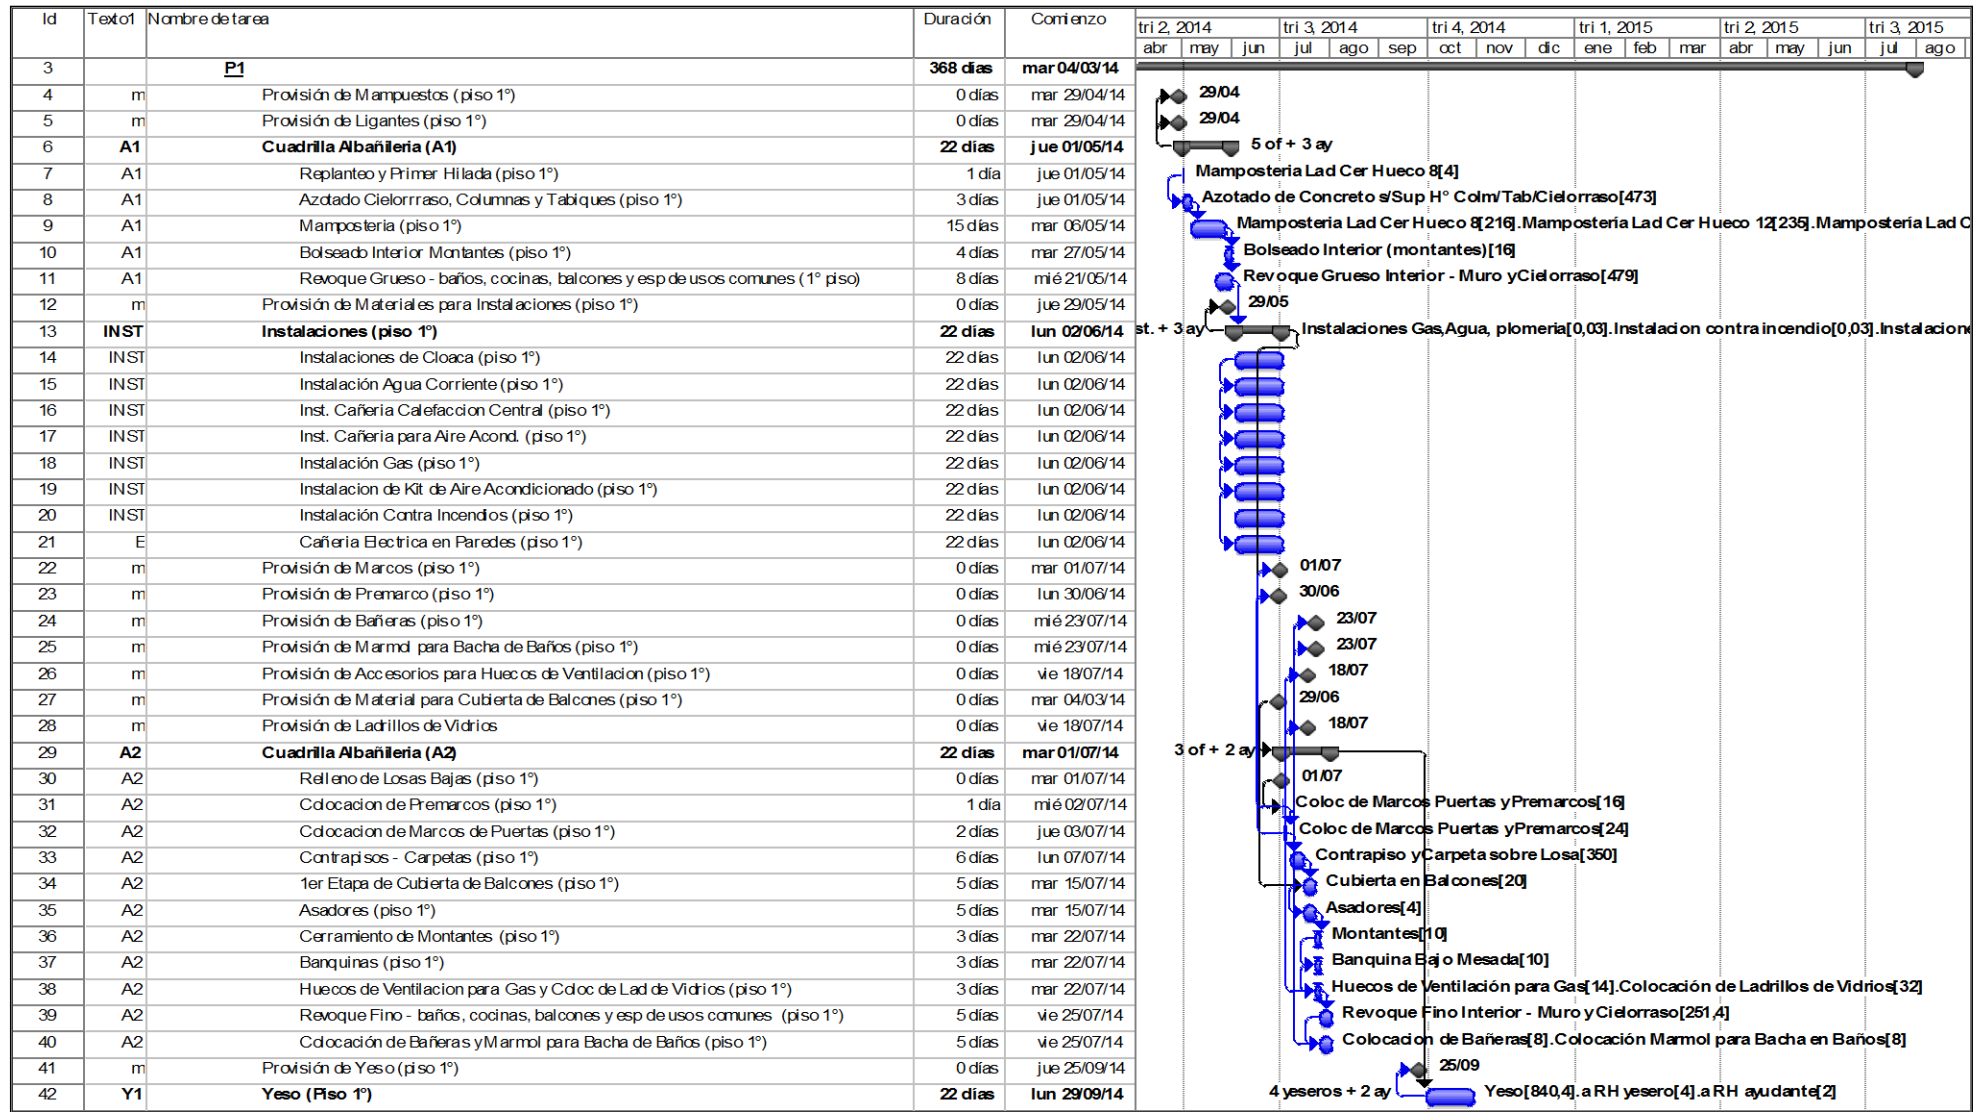 Id Texto1 Nombre de tarea Duración Comienzo
tri 2, 2014 tri 3, 2014 tri 4, 2014 tri 1, 2015 tri 2, 2015 tri 3, 2015
abr may jun jul ago sep oct nov dic ene feb mar abr may jun jul ago
3 P1 368 días mar 04/03/14
4 m Provisión de Mampuestos (piso 1°) 0 días mar 29/04/14 29/04
5 m Provisión de Ligantes (piso 1°) 0 días mar 29/04/14 29/04
6 A1 Cuadrilla Albañileria (A1) 22 días jue 01/05/14 5 of + 3 ay
7 A1 Replanteo y Primer Hilada (piso 1°) 1 día jue 01/05/14 Mamposteria Lad Cer Hueco 8[4]
8 A1 Azotado Cielorrraso, Columnas y Tabiques (piso 1°) 3 días jue 01/05/14 Azotado de Concreto s/Sup H° Colm/Tab/Cielorraso[473]
9 A1 Mamposteria (piso 1°) 15 días mar 06/05/14 Mamposteria Lad Cer Hueco 8[216].Mampostería Lad Cer Hueco 12[235].Mampostería Lad C
10 A1 Bolseado Interior Montantes (piso 1°) 4 días mar 27/05/14 Bolseado Interior (montantes)[16]
11 A1 Revoque Grueso - baños, cocinas, balcones y esp de usos comunes (1° piso) 8 días mié 21/05/14 Revoque Grueso Interior - Muro y Cielorraso[479]
12 m Provisión de Materiales para Instalaciones (piso 1°) 0 días jue 29/05/14 29/05
13 INST Instalaciones (piso 1°) 22 días lun 02/06/14 st. + 3 ay Instalaciones Gas,Agua, plomeria[0,03].Instalacion contra incendio[0,03].Instalacione
14 INST Instalaciones de Cloaca (piso 1°) 22 días lun 02/06/14
15 INST Instalación Agua Corriente (piso 1°) 22 días lun 02/06/14
16 INST Inst. Cañeria Calefaccion Central (piso 1°) 22 días lun 02/06/14
17 INST Inst. Cañeria para Aire Acond. (piso 1°) 22 días lun 02/06/14
18 INST Instalación Gas (piso 1°) 22 días lun 02/06/14
19 INST Instalacion de Kit de Aire Acondicionado (piso 1°) 22 días lun 02/06/14
20 INST Instalación Contra Incendios (piso 1°) 22 días lun 02/06/14
21 E Cañeria Electrica en Paredes (piso 1°) 22 días lun 02/06/14
22 m Provisión de Marcos (piso 1°) 0 días mar 01/07/14 01/07
23 m Provisión de Premarco (piso 1°) 0 días lun 30/06/14 30/06
24 m Provisión de Bañeras (piso 1°) 0 días mié 23/07/14 23/07
25 m Provisión de Marmol para Bacha de Baños (piso 1°) 0 días mié 23/07/14 23/07
26 m Provisión de Accesorios para Huecos de Ventilacion (piso 1°) 0 días vie 18/07/14 18/07
27 m Provisión de Material para Cubierta de Balcones (piso 1°) 0 días mar 04/03/14 29/06
28 m Provisión de Ladrillos de Vidrios 0 días vie 18/07/14 18/07
29 A2 Cuadrilla Albañileria (A2) 22 días mar 01/07/14 3 of + 2 ay
30 A2 Relleno de Losas Bajas (piso 1°) 0 días mar 01/07/14 01/07
31 A2 Colocacion de Premarcos (piso 1°) 1 día mié 02/07/14 Coloc de Marcos Puertas y Premarcos[16]
32 A2 Colocacion de Marcos de Puertas (piso 1°) 2 días jue 03/07/14 Coloc de Marcos Puertas y Premarcos[24]
33 A2 Contrapisos - Carpetas (piso 1°) 6 días lun 07/07/14 Contrapiso y Carpeta sobre Losa[350]
34 A2 1er Etapa de Cubierta de Balcones (piso 1°) 5 días mar 15/07/14 Cubierta en Balcones[20]
35 A2 Asadores (piso 1°) 5 días mar 15/07/14 Asadores[4]
36 A2 Cerramiento de Montantes (piso 1°) 3 días mar 22/07/14 Montantes[10]
37 A2 Banquinas (piso 1°) 3 días mar 22/07/14 Banquina Bajo Mesada[10]
38 A2 Huecos de Ventilacion para Gas y Coloc de Lad de Vidrios (piso 1°) 3 días mar 22/07/14 Huecos de Ventilación para Gas[14].Colocación de Ladrillos de Vidrios[32]
39 A2 Revoque Fino - baños, cocinas, balcones y esp de usos comunes (piso 1°) 5 días vie 25/07/14 Revoque Fino Interior - Muro y Cielorraso[251,4]
40 A2 Colocación de Bañeras y Marmol para Bacha de Baños (piso 1°) 5 días vie 25/07/14 Colocacion de Bañeras[8].Colocación Marmol para Bacha en Baños[8]
41 m Provisión de Yeso (piso 1°) 0 días jue 25/09/14 25/09
42 Y1 Yeso (Piso 1°) 22 días lun 29/09/14 4 yeseros + 2 ay Yeso[840,4].a RH yesero[4].a RH ayudante[2]